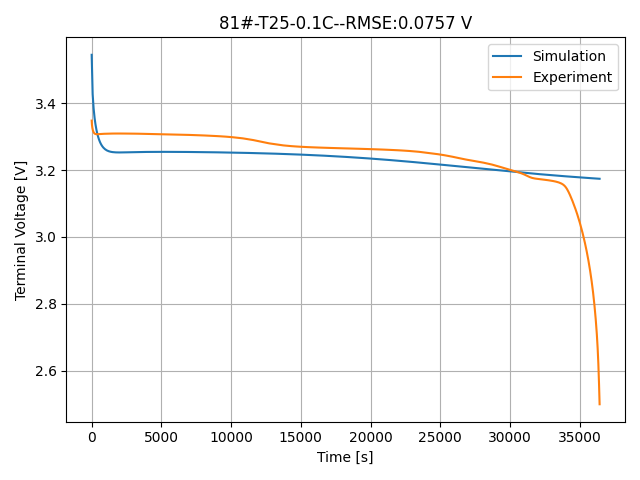 81#-T25-0.1C--RMSE:0.0757 V
Simulation
Experiment
Terminal Voltage [V]
3.4
3.2
3.0
2.8
2.6
0 5000 10000 15000 20000 25000 30000 35000
Time [s]